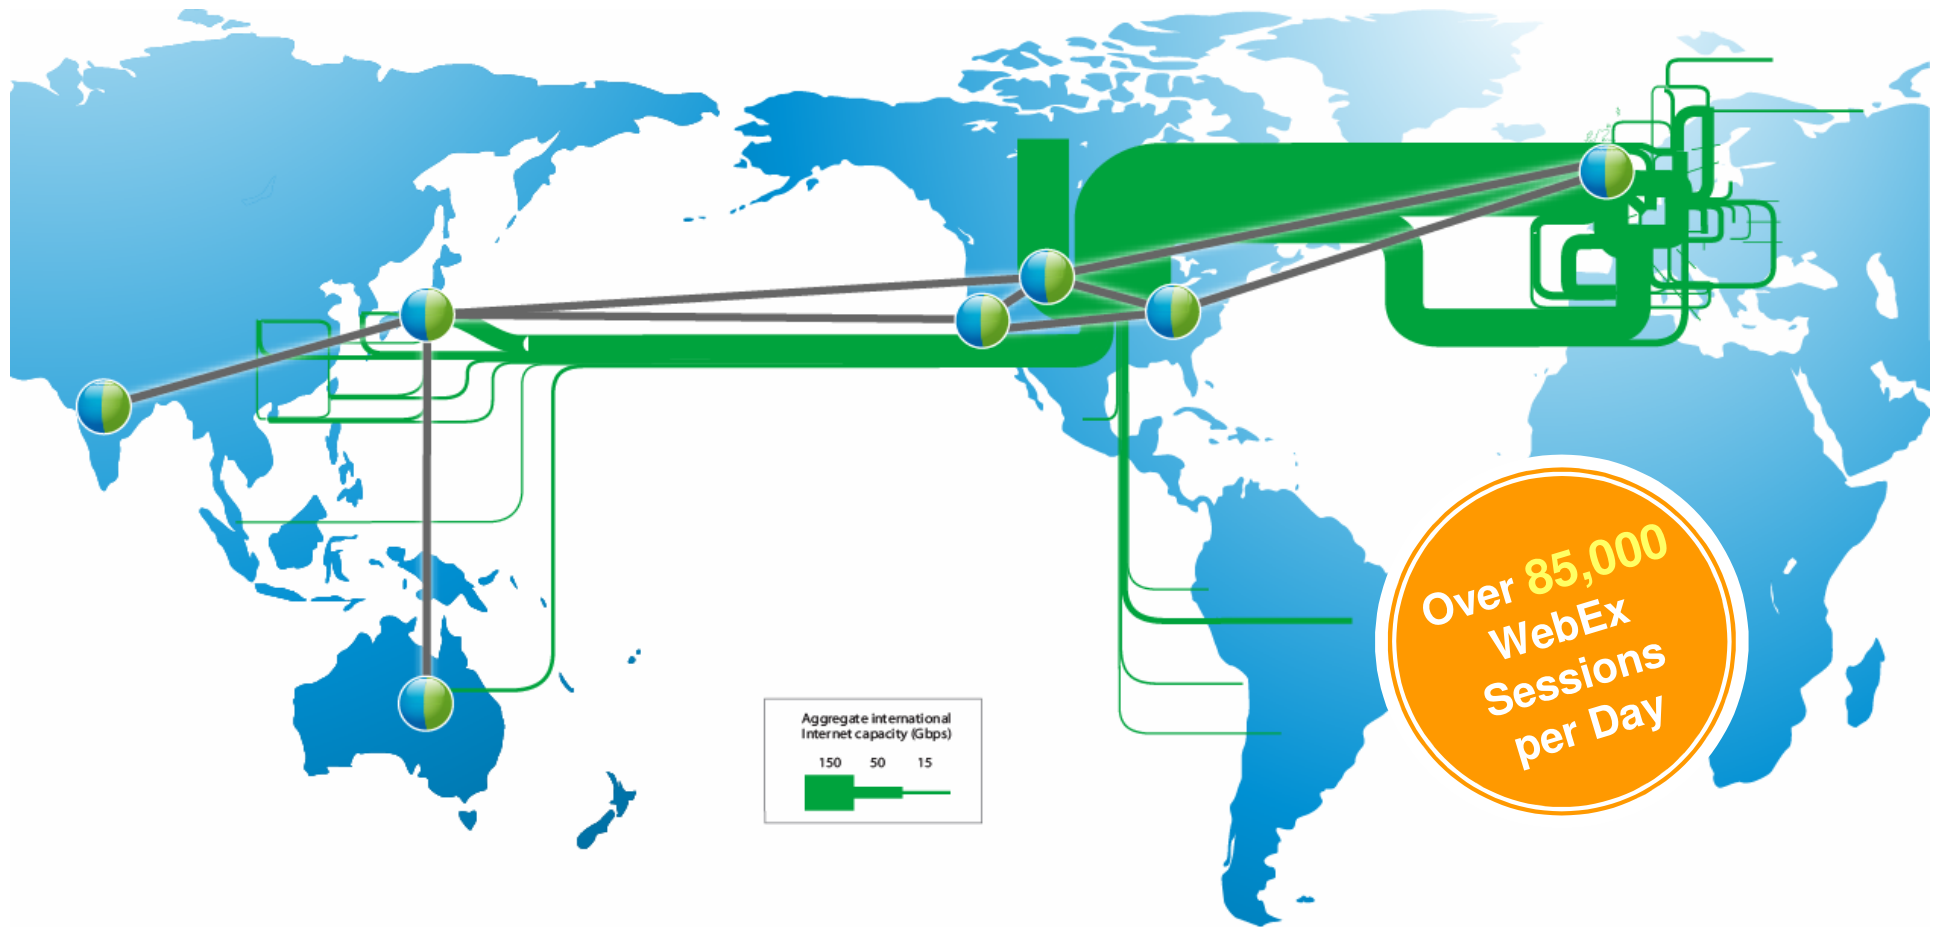 Aggregate international
Internet capacity (Gbps)
150 50 15
Over 85,000
WebEx
Sessions
per Day